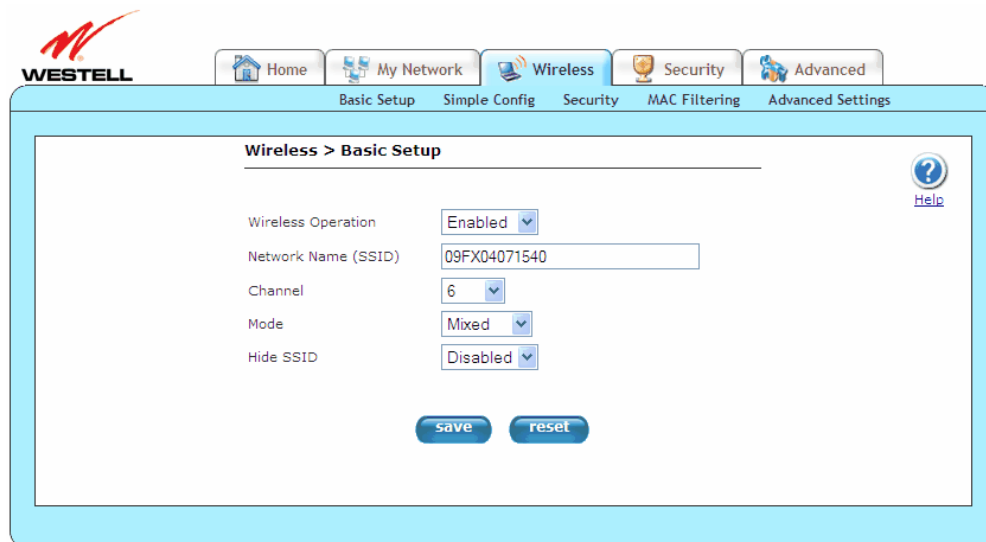 WESTELL
Home My Network Wireless Security Advanced
Basic Setup Simple Config Security MAC Filtering Advanced Settings
Wireless > Basic Setup
Help
Wireless Operation Enabled
Network Name (SSID) 09FX04071540
Channel 6
Mode Mixed
Hide SSID Disabled
save reset